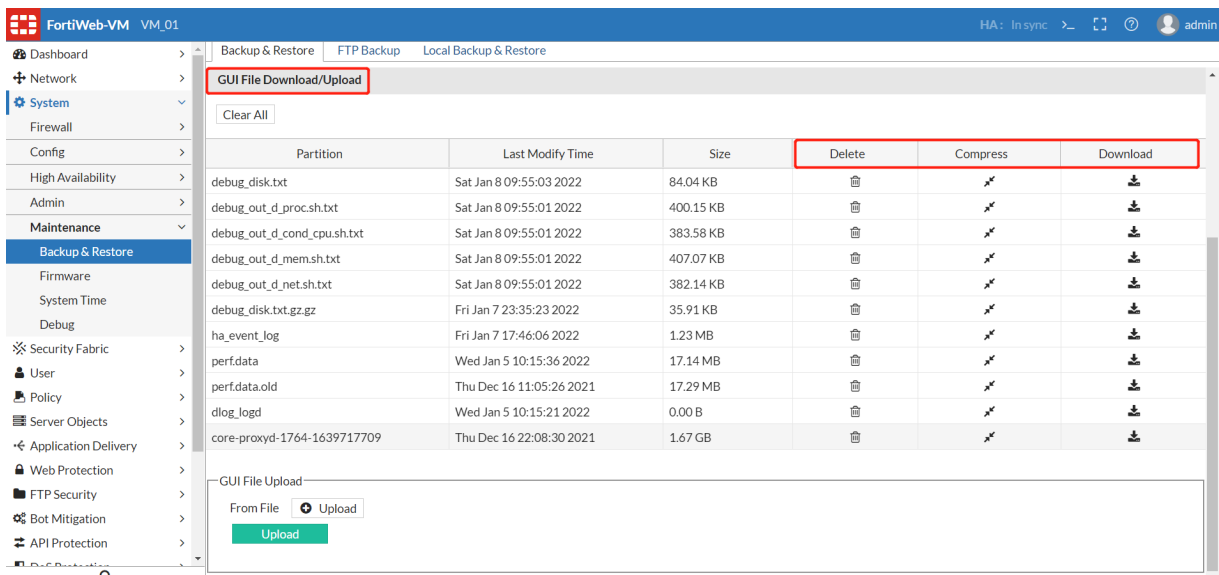 FortiWeb-VM VM_01 HA: In sync >_ admin
Dashboard
Network
System
Firewall
Config
High Availability
Admin
Maintenance
Backup & Restore
Firmware
System Time
Debug
Security Fabric
User
Policy
Server Objects
Application Delivery
Web Protection
FTP Security
Bot Mitigation
API Protection
DoS Protection
Backup & Restore FTP Backup Local Backup & Restore
GUI File Download/Upload
Clear All
Partition Last Modify Time Size Delete Compress Download
debug_disk.txt Sat Jan 8 09:55:03 2022 84.04 KB
debug_out_d_proc.sh.txt Sat Jan 8 09:55:01 2022 400.15 KB
debug_out_d_cond_cpu.sh.txt Sat Jan 8 09:55:01 2022 383.58 KB
debug_out_d_mem.sh.txt Sat Jan 8 09:55:01 2022 407.07 KB
debug_out_d_net.sh.txt Sat Jan 8 09:55:01 2022 382.14 KB
debug_disk.txt.gz.gz Fri Jan 7 23:35:23 2022 35.91 KB
ha_event_log Fri Jan 7 17:46:06 2022 1.23 MB
perf.data Wed Jan 5 10:15:36 2022 17.14 MB
perf.data.old Thu Dec 16 11:05:26 2021 17.29 MB
dlog_logd Wed Jan 5 10:15:21 2022 0.00 B
core-proxyd-1764-1639717709 Thu Dec 16 22:08:30 2021 1.67 GB
GUI File Upload
From File Upload
Upload